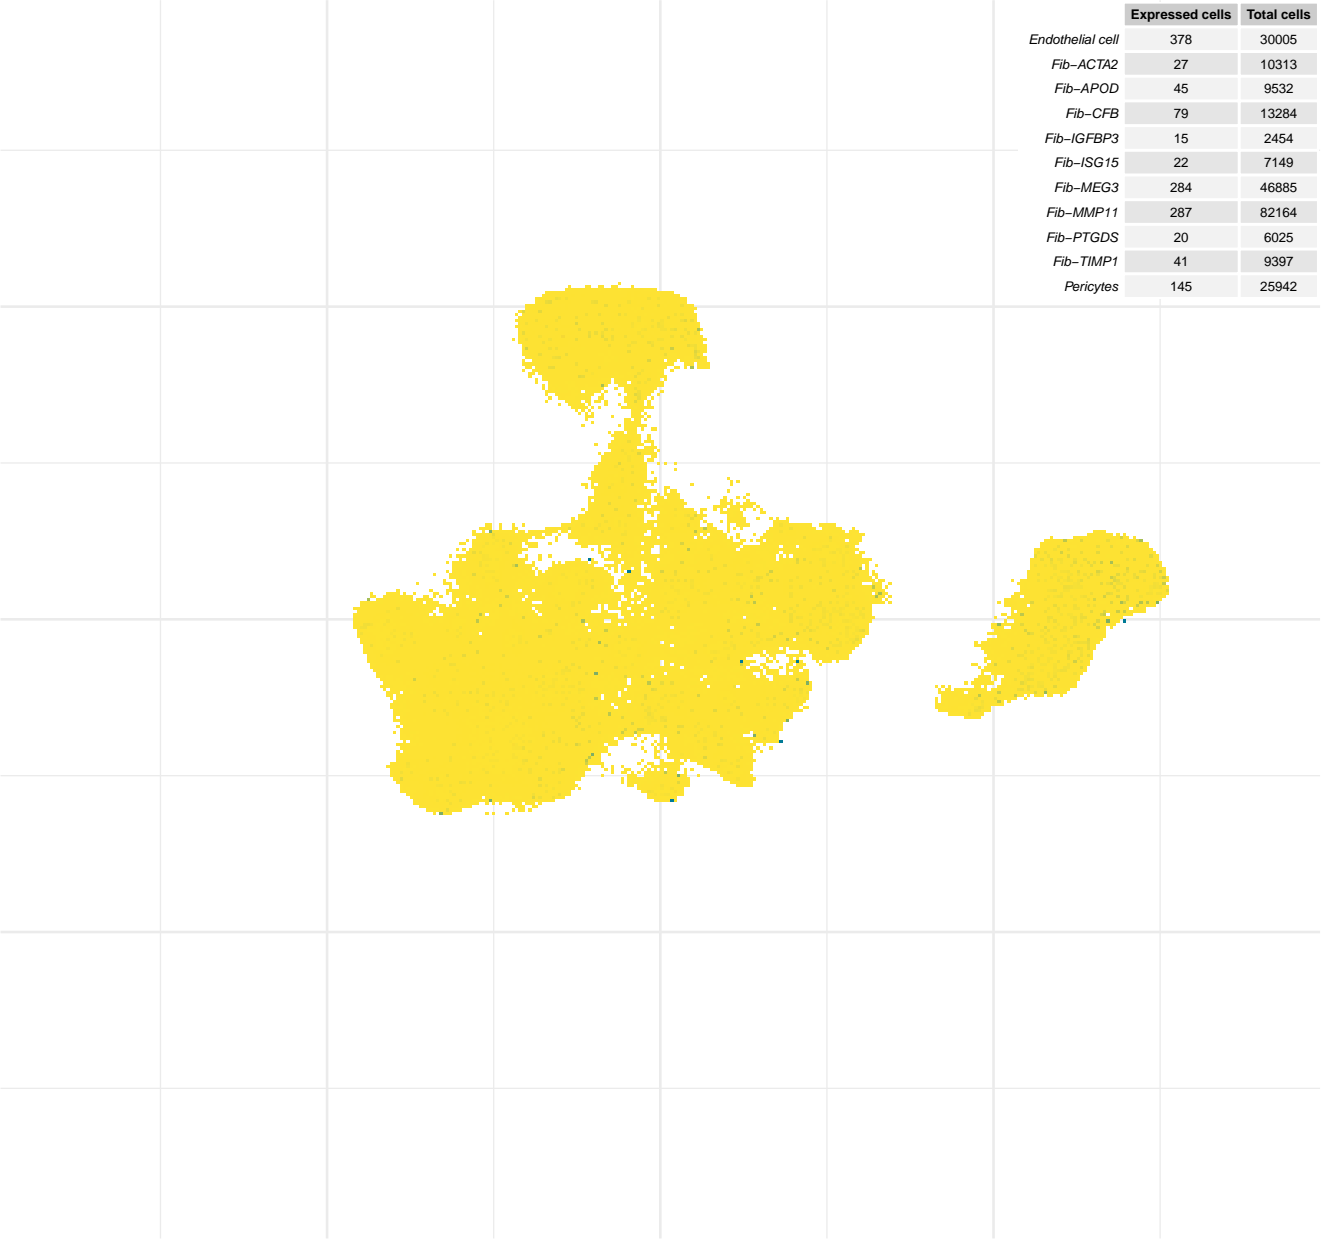 Expressed cells Total cells
Endothelial cell 378 30005
Fib−ACTA2 27 10313
Fib−APOD 45 9532
Fib−CFB 79 13284
Fib−IGFBP3 15 2454
Fib−ISG15 22 7149
Fib−MEG3 284 46885
Fib−MMP11 287 82164
Fib−PTGDS 20 6025
Fib−TIMP1 41 9397
Pericytes 145 25942